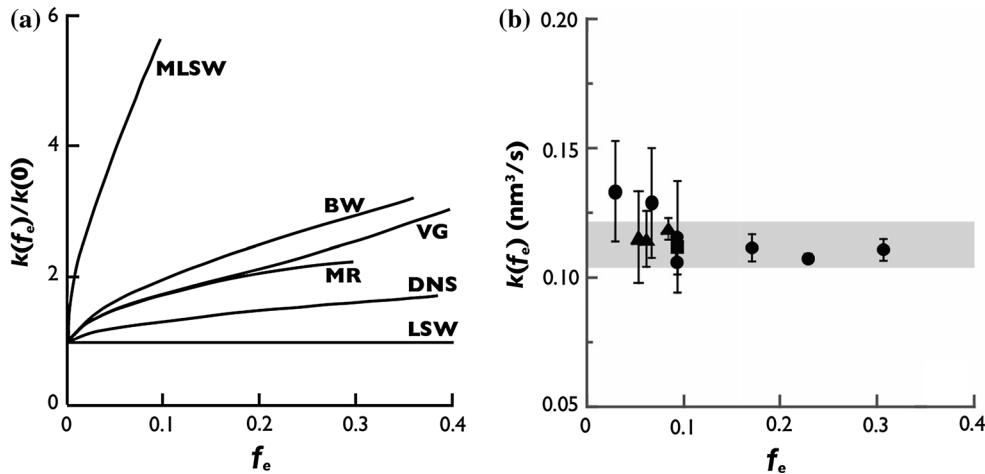 (a)
6
4
2
0
k(fₑ)/k(0)
MLSW
BW
VG
MR
DNS
LSW
0
0.1
0.2
0.3
0.4
fₑ
(b)
0.20
0.15
0.10
0.05
k(fₑ) (nm³/s)
0
0.1
0.2
0.3
0.4
fₑ